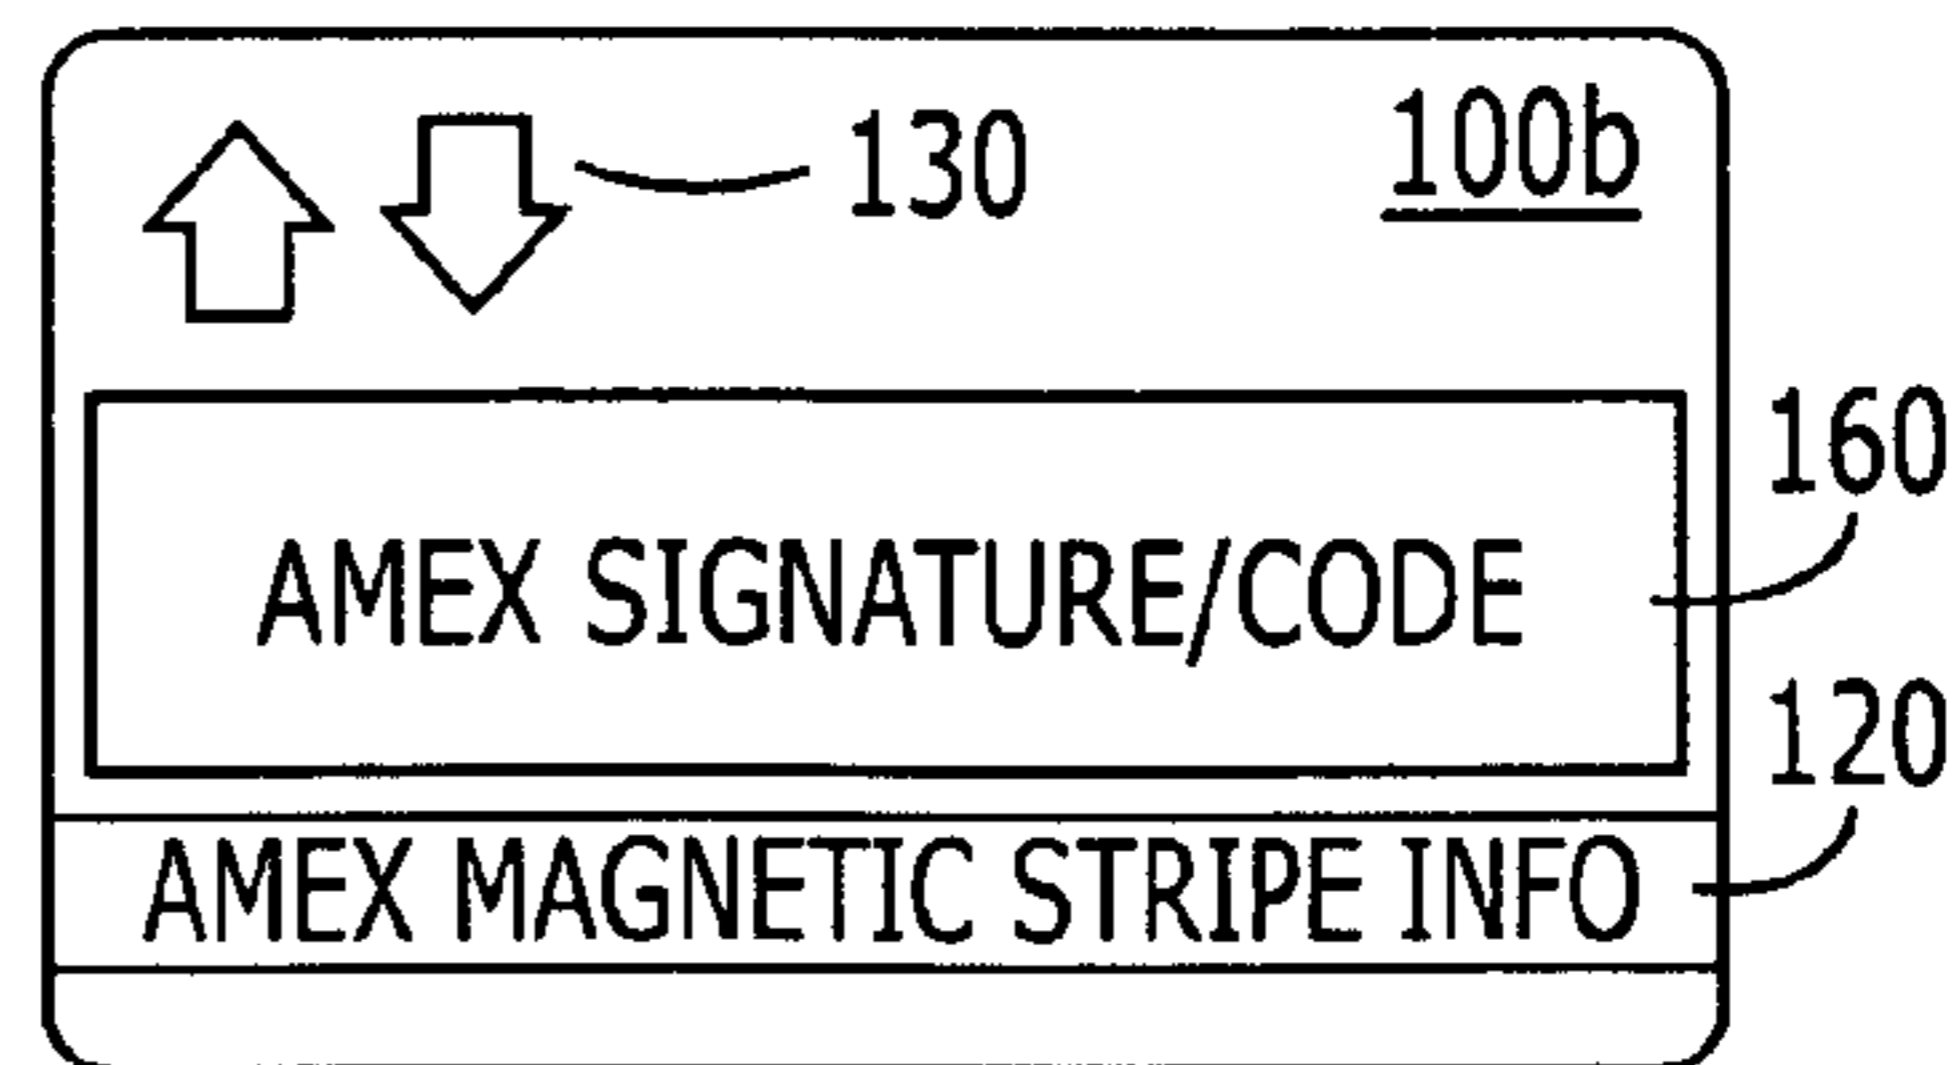 130
100b
160
AMEX SIGNATURE/CODE
120
AMEX MAGNETIC STRIPE INFO